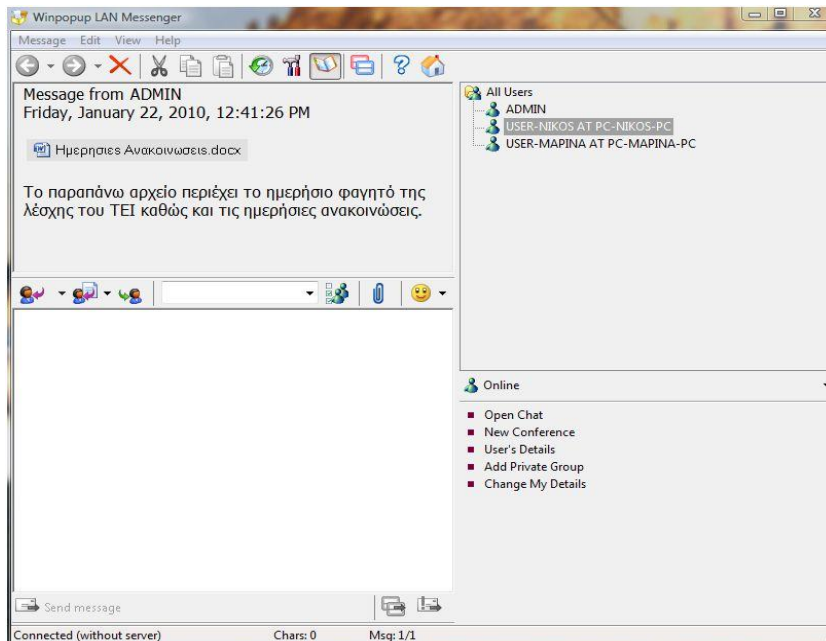 Winpopup LAN Messenger
Message Edit View Help
Message from ADMIN
Friday, January 22, 2010, 12:41:26 PM
Ημερησιες Ανακοινωσεις.docx
Το παραπάνω αρχείο περιέχει το ημερήσιο φαγητό της
λέσχης του ΤΕΙ καθώς και τις ημερήσιες ανακοινώσεις.
All Users
ADMIN
USER-NIKOS AT PC-NIKOS-PC
USER-MAPINA AT PC-MAPINA-PC
Online
Open Chat
New Conference
User's Details
Add Private Group
Change My Details
Send message
Connected (without server) Chars: 0 Msg: 1/1